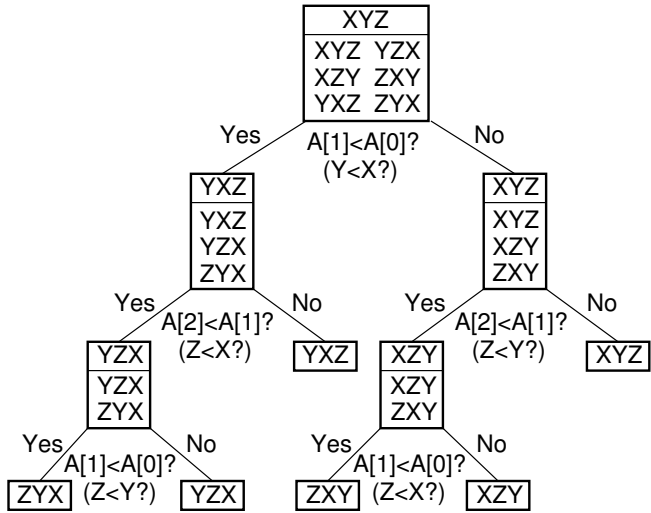 XYZ
XYZ YZX
XZY ZXY
YXZ ZYX
Yes
A[1]<A[0]?
(Y<X?)
No
YXZ
YXZ
YZX
ZYX
XYZ
XYZ
XZY
ZXY
Yes
A[2]<A[1]?
(Z<X?)
No
Yes
A[2]<A[1]?
(Z<Y?)
No
YZX
YZX
ZYX
YXZ
XZY
XZY
ZXY
XYZ
Yes
A[1]<A[0]?
(Z<Y?)
No
Yes
A[1]<A[0]?
(Z<X?)
No
ZYX
YZX
ZXY
XZY